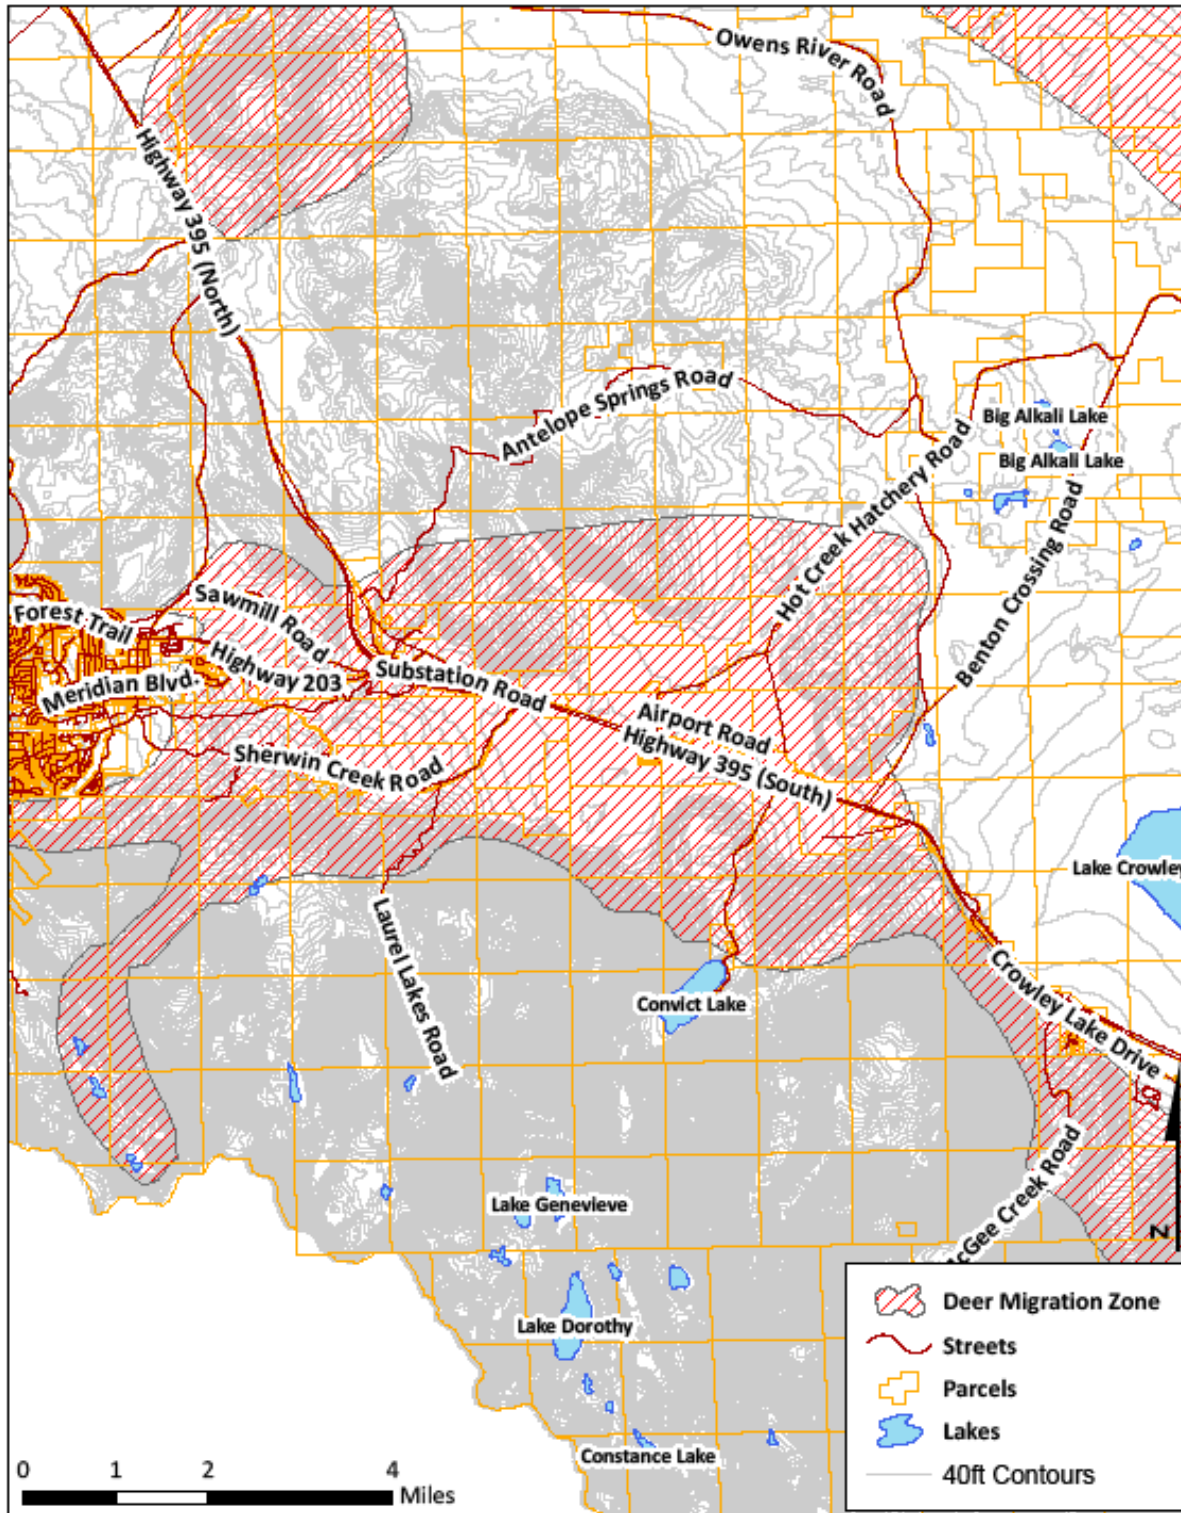 Owens River Road
Highway 395 (North)
Antelope Springs Road
Big Alkali Lake
Big Alkali Lake
Hot Creek Hatchery Road
Benton Crossing Road
Forest Trail
Sawmill Road
Highway 203
Meridian Blvd.
Substation Road
Airport Road
Highway 395 (South)
Sherwin Creek Road
Lake Crowley
Laurel Lakes Road
Convict Lake
Crowley Lake Drive
McGee Creek Road
Lake Genevieve
Lake Dorothy
Constance Lake
N
Deer Migration Zone
Streets
Parcels
Lakes
40ft Contours
0 1 2 4
Miles